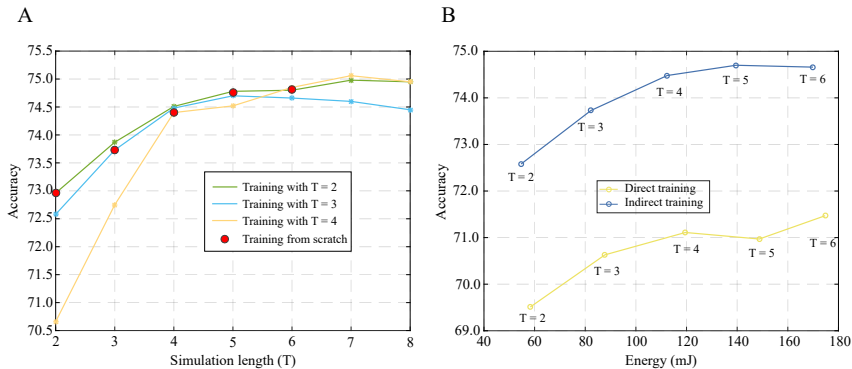 A
75.5
75.0
74.5
74.0
73.5
73.0
72.5
72.0
71.5
71.0
70.5
Accuracy
2
3
4
5
6
7
8
Simulation length (T)
Training with T = 2
Training with T = 3
Training with T = 4
Training from scratch
B
75.0
74.0
73.0
72.0
71.0
70.0
69.0
Accuracy
40
60
80
100
120
140
160
180
Energy (mJ)
T = 2
T = 3
T = 4
T = 5
T = 6
Direct training
Indirect training
T = 2
T = 3
T = 4
T = 5
T = 6